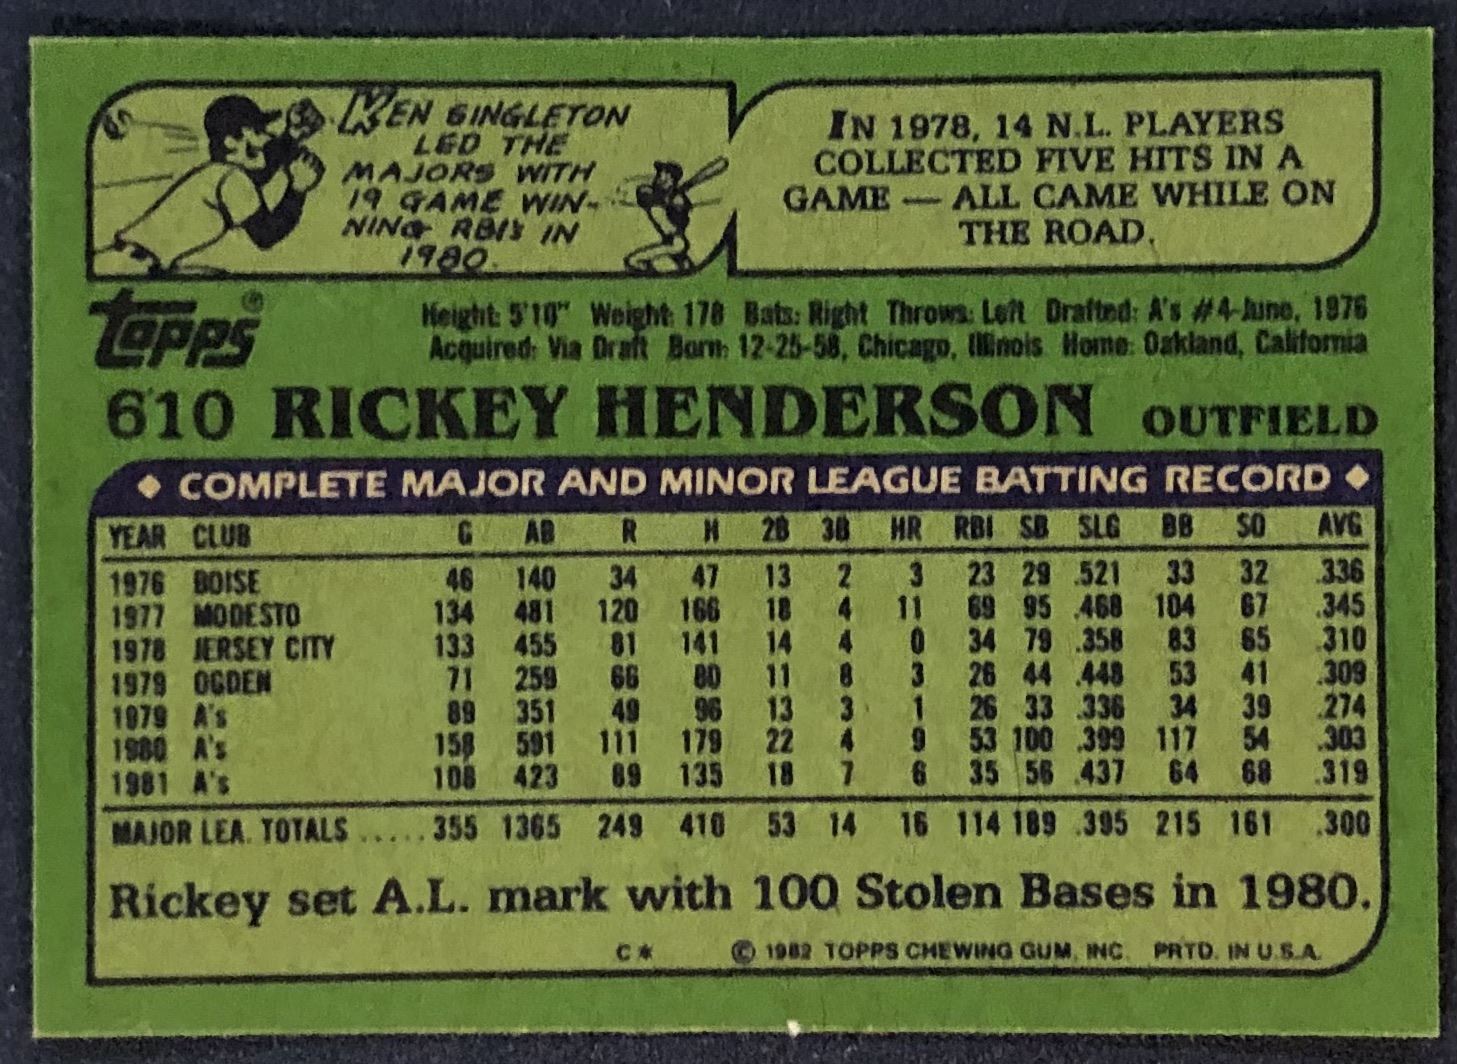 KEN SINGLETON
LED THE
MAJORS WITH
19 GAME WIN-
NING RBI's IN
1980.
IN 1978, 14 N.L. PLAYERS
COLLECTED FIVE HITS IN A
GAME — ALL CAME WHILE ON
THE ROAD.
topps®
Height: 5'10" Weight: 178 Bats: Right Throws: Left Drafted: A's #4-June, 1976
Acquired: Via Draft Born: 12-25-58, Chicago, Illinois Home: Oakland, California
610 RICKEY HENDERSON OUTFIELD
◆ COMPLETE MAJOR AND MINOR LEAGUE BATTING RECORD ◆
YEAR CLUB G AB R H 2B 3B HR RBI SB SLG BB SO AVG
1976 BOISE 46 140 34 47 13 2 3 23 29 .521 33 32 .336
1977 MODESTO 134 481 120 166 18 4 11 69 95 .468 104 67 .345
1978 JERSEY CITY 133 455 81 141 14 4 0 34 79 .358 83 65 .310
1979 OGDEN 71 259 66 80 11 8 3 26 44 .448 53 41 .309
1979 A's 89 351 49 96 13 3 1 26 33 .336 34 39 .274
1980 A's 158 591 111 179 22 4 9 53 100 .399 117 54 .303
1981 A's 108 423 89 135 18 7 6 35 56 .437 64 68 .319
MAJOR LEA. TOTALS ..... 355 1365 249 410 53 14 16 114 189 .395 215 161 .300
Rickey set A.L. mark with 100 Stolen Bases in 1980.
C* © 1982 TOPPS CHEWING GUM, INC. PRTD. IN U.S.A.